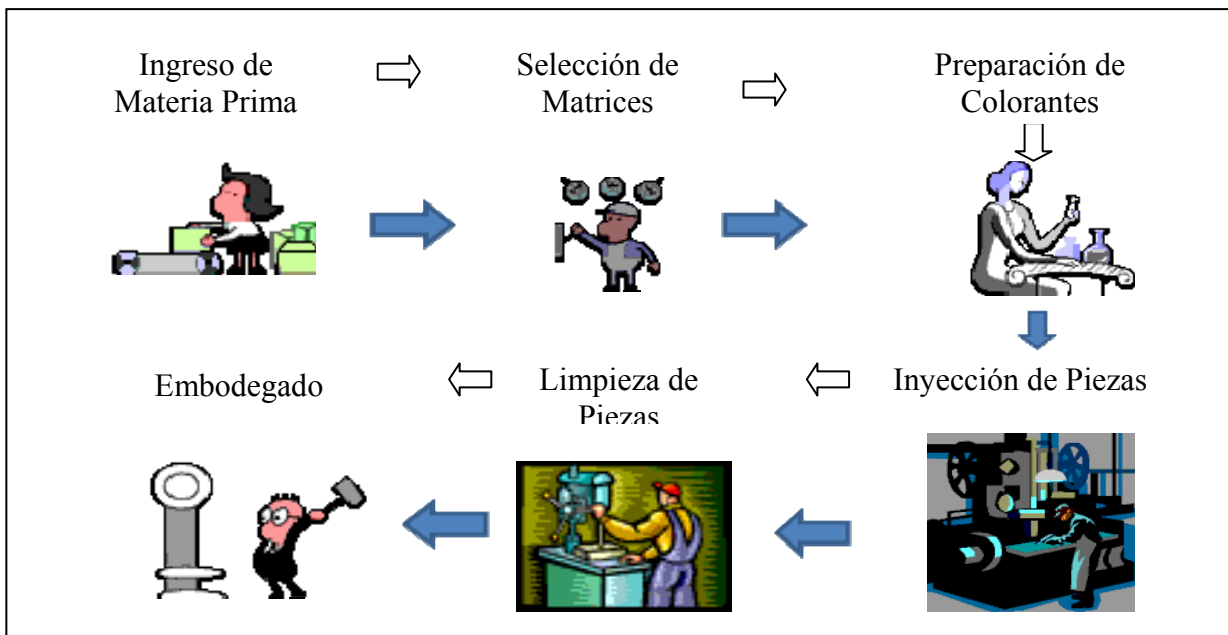 Ingreso de
Materia Prima
Selección de
Matrices
Preparación de
Colorantes
Inyección de Piezas
Limpieza de
Piezas
Embodegado